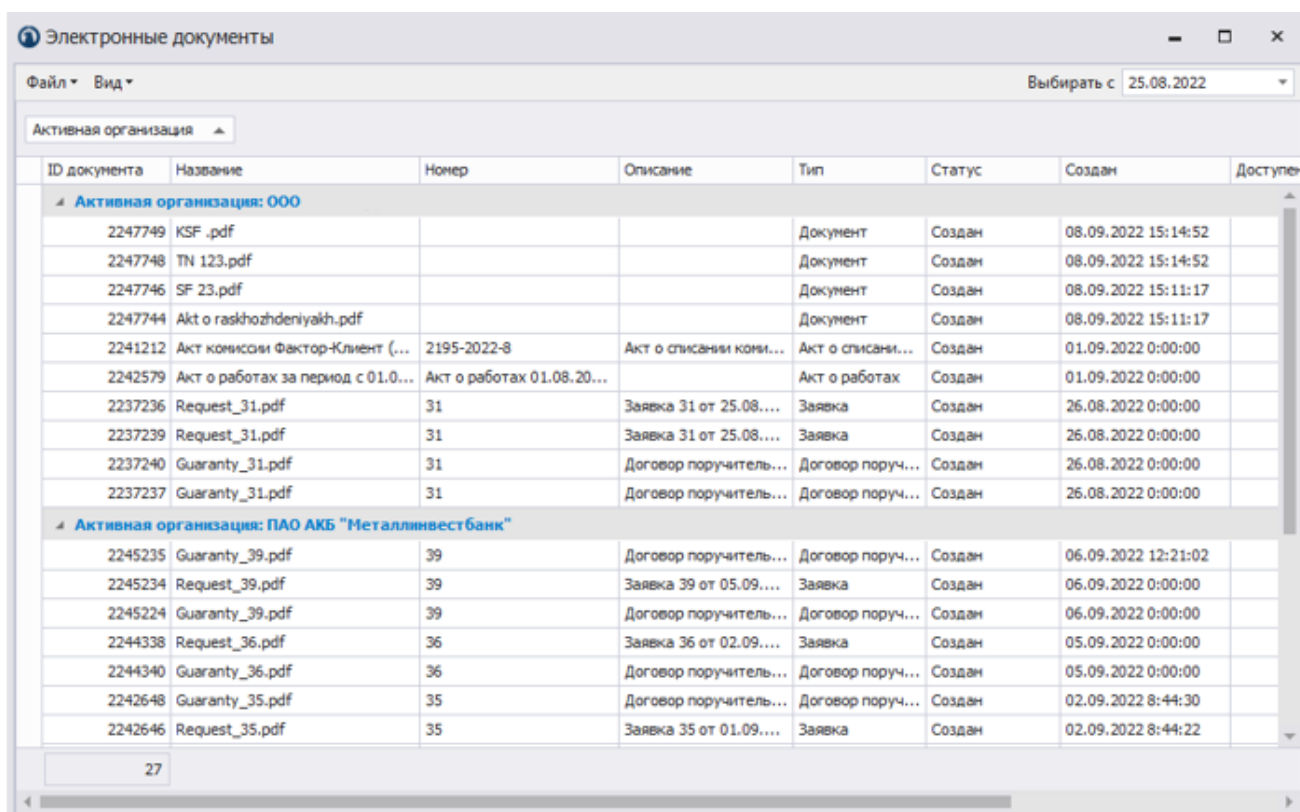 Электронные документы
Файл Вид Выбирать с 25.08.2022
Активная организация
ID документа Название Номер Описание Тип Статус Создан Доступен
Активная организация: ООО
2247749 KSF .pdf Документ Создан 08.09.2022 15:14:52
2247748 TN 123.pdf Документ Создан 08.09.2022 15:14:52
2247746 SF 23.pdf Документ Создан 08.09.2022 15:11:17
2247744 Akt o raskhozhdeniyakh.pdf Документ Создан 08.09.2022 15:11:17
2241212 Акт комиссии Фактор-Клиент (... 2195-2022-8 Акт о списании коми... Акт о списани... Создан 01.09.2022 0:00:00
2242579 Акт о работах за период с 01.0... Акт о работах 01.08.20... Акт о работах Создан 01.09.2022 0:00:00
2237236 Request_31.pdf 31 Заявка 31 от 25.08.... Заявка Создан 26.08.2022 0:00:00
2237239 Request_31.pdf 31 Заявка 31 от 25.08.... Заявка Создан 26.08.2022 0:00:00
2237240 Guaranty_31.pdf 31 Договор поручитель... Договор поруч... Создан 26.08.2022 0:00:00
2237237 Guaranty_31.pdf 31 Договор поручитель... Договор поруч... Создан 26.08.2022 0:00:00
Активная организация: ПАО АКБ "Металлинвестбанк"
2245235 Guaranty_39.pdf 39 Договор поручитель... Договор поруч... Создан 06.09.2022 12:21:02
2245234 Request_39.pdf 39 Заявка 39 от 05.09.... Заявка Создан 06.09.2022 0:00:00
2245224 Guaranty_39.pdf 39 Договор поручитель... Договор поруч... Создан 06.09.2022 0:00:00
2244338 Request_36.pdf 36 Заявка 36 от 02.09.... Заявка Создан 05.09.2022 0:00:00
2244340 Guaranty_36.pdf 36 Договор поручитель... Договор поруч... Создан 05.09.2022 0:00:00
2242648 Guaranty_35.pdf 35 Договор поручитель... Договор поруч... Создан 02.09.2022 8:44:30
2242646 Request_35.pdf 35 Заявка 35 от 01.09.... Заявка Создан 02.09.2022 8:44:22
27